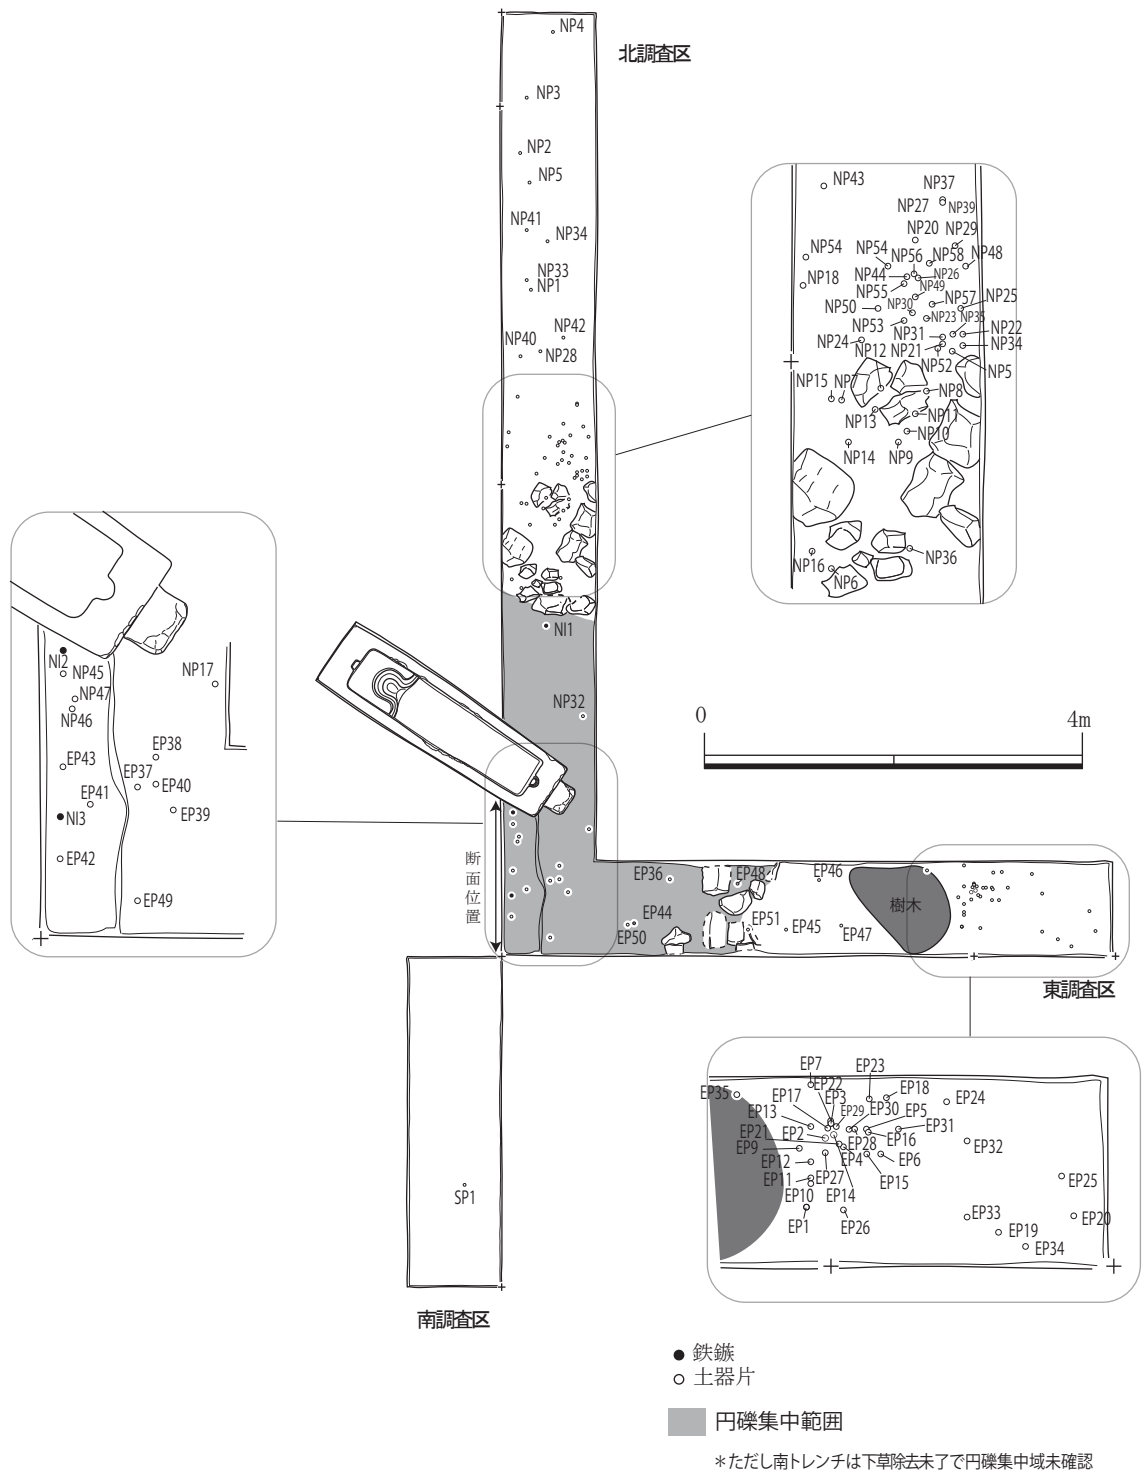 NP4
北調査区
NP3
NP2
NP5
NP41
NP34
NP33
NP1
NP42
NP40
NP28
NP43
NP37
NP27
NP39
NP20
NP29
NP54
NP54
NP56
NP58
NP48
NP18
NP44
NP26
NP55
NP49
NP50
NP30
NP57
NP25
NP53
NP23
NP35
NP24
NP31
NP22
NP12
NP21
NP34
NP52
NP5
NP15
NP7
NP8
NP13
NP11
NP10
NP14
NP9
NP16
NP36
NP6
NI1
NP32
0
4m
NI2
NP45
NP17
NP47
NP46
EP43
EP38
EP37
EP41
EP40
NI3
EP39
EP42
EP49
断面位置
EP36
EP48
EP46
樹木
EP44
EP50
EP51
EP45
EP47
東調査区
EP7
EP23
EP35
EP22
EP17
EP3
EP18
EP24
EP13
EP29
EP30
EP5
EP31
EP21
EP2
EP28
EP16
EP9
EP32
EP12
EP4
EP6
EP11
EP27
EP15
EP25
EP10
EP14
EP1
EP26
EP33
EP20
EP19
EP34
SP1
南調査区
鉄鏃
土器片
円礫集中範囲
＊ただし南トレンチは下草除去未了で円礫集中域未確認